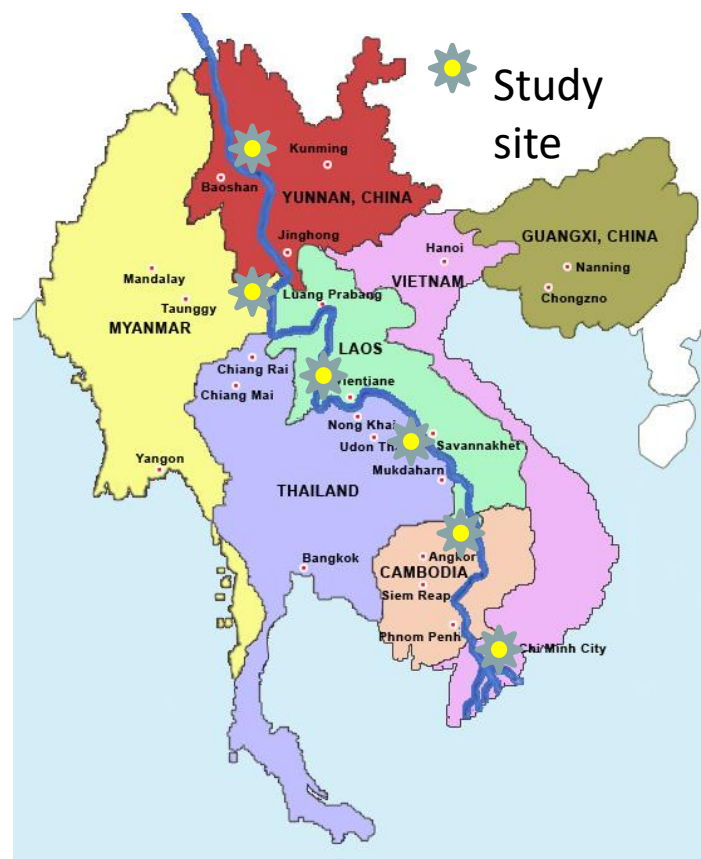 Study
site
Kunming
Baoshan
YUNNAN, CHINA
Jinghong
Hanoi
GUANGXI, CHINA
Nanning
VIETNAM
Chongzno
Mandalay
Taunggy
MYANMAR
Luang Prabang
LAOS
Chiang Rai
Chiang Mai
Vientiane
Nong Khai
Udon Th
Savannakhet
Yangon
Mukdaharn
THAILAND
Bangkok
Angkor
CAMBODIA
Siem Reap
Phnom Penh
Chi Minh City